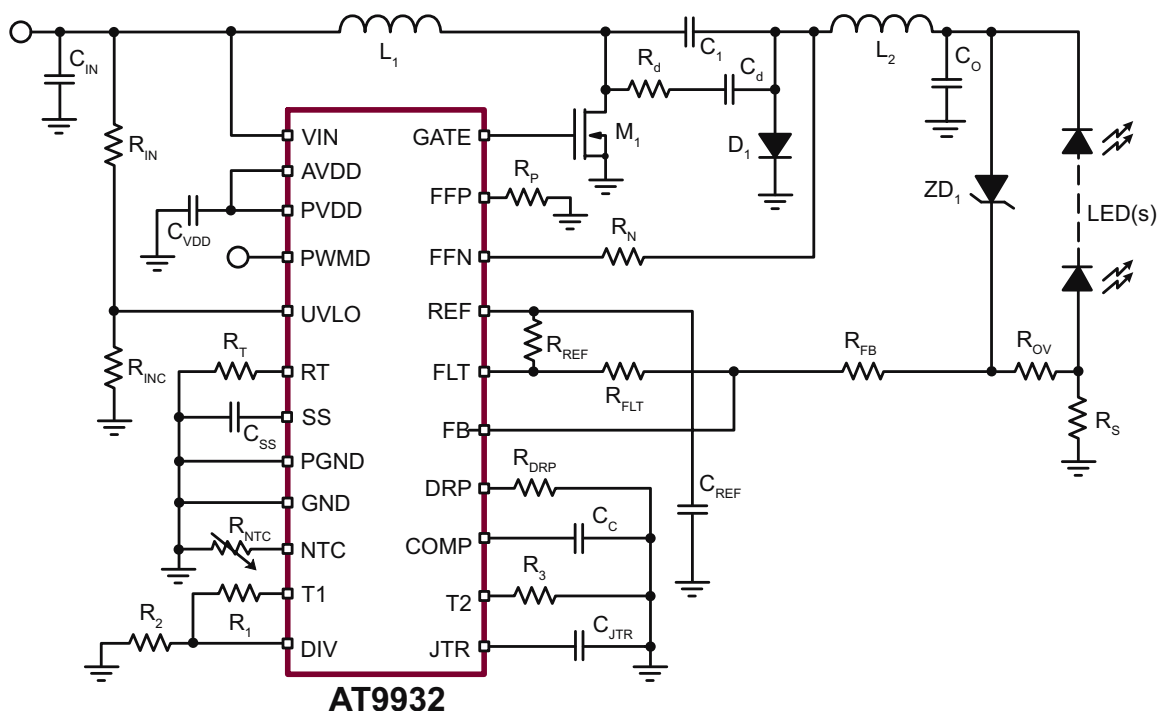 L1
C1
L2
CIN
Rd
Cd
CO
RIN
VIN
GATE
M1
D1
AVDD
FFP
RP
ZD1
LED(s)
PVDD
CVDD
RN
PWMD
FFN
UVLO
REF
RREF
RINC
RT
RT
FLT
RFLT
RFB
ROV
SS
CSS
FB
RS
PGND
RDRP
GND
DRP
CREF
RNTC
NTC
COMP
CC
T1
T2
R3
R2
R1
DIV
JTR
CJTR
AT9932